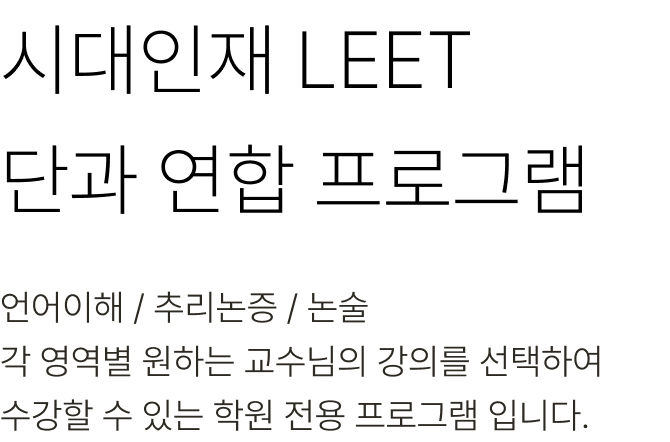 시대인재 LEET
단과 연합 프로그램
언어이해 / 추리논증 / 논술
각 영역별 원하는 교수님의 강의를 선택하여
수강할 수 있는 학원 전용 프로그램 입니다.